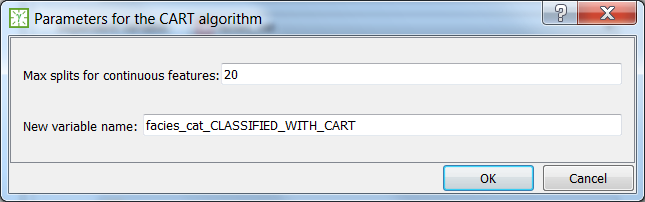 Parameters for the CART algorithm
Max splits for continuous features: 20
New variable name: facies_cat_CLASSIFIED_WITH_CART
OK Cancel